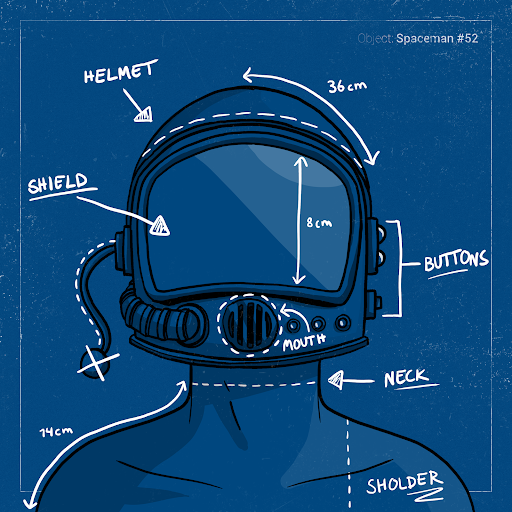 Object: Spaceman #52
HELMET
36cm
SHIELD
8cm
BUTTONS
MOUTH
NECK
74cm
SHOLDER